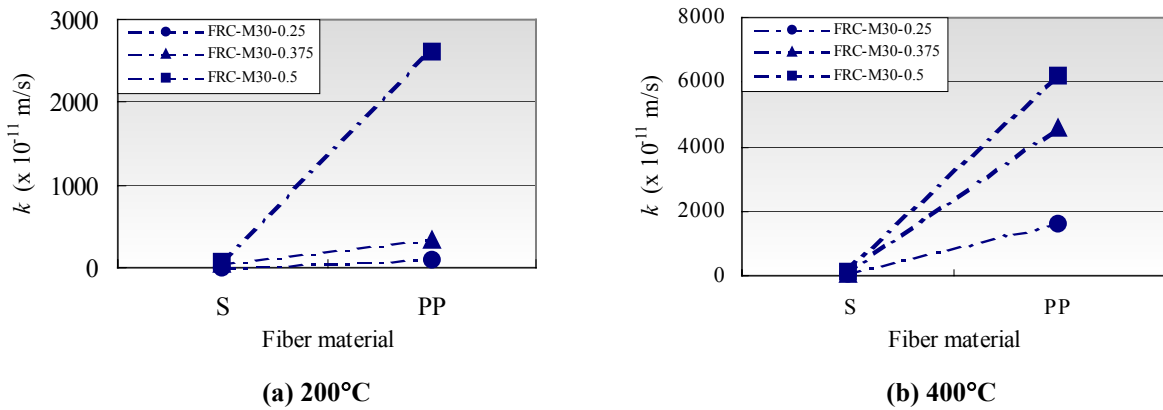 3000
2000
1000
0
k (x 10⁻¹¹ m/s)
FRC-M30-0.25
FRC-M30-0.375
FRC-M30-0.5
S PP
Fiber material
(a) 200°C
8000
6000
4000
2000
0
k (x 10⁻¹¹ m/s)
FRC-M30-0.25
FRC-M30-0.375
FRC-M30-0.5
S PP
Fiber material
(b) 400°C